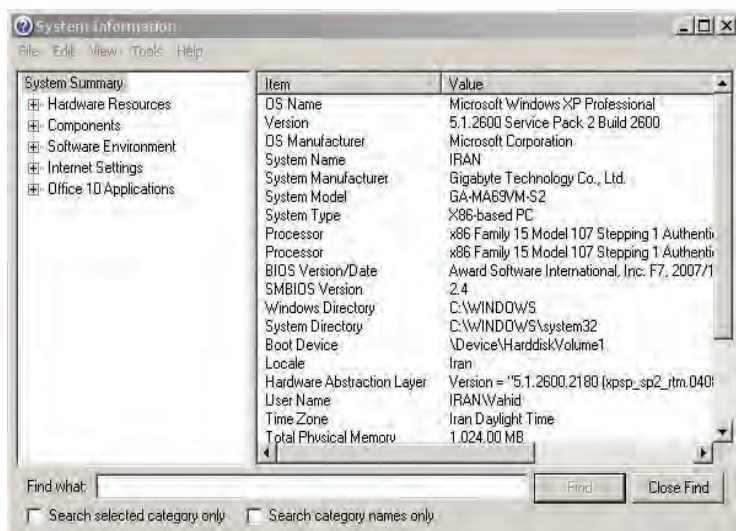 System Information
File Edit View Tools Help
System Summary
Hardware Resources
Components
Software Environment
Internet Settings
Office 10 Applications
Item Value
OS Name Microsoft Windows XP Professional
Version 5.1.2600 Service Pack 2 Build 2600
OS Manufacturer Microsoft Corporation
System Name IRAN
System Manufacturer Gigabyte Technology Co., Ltd.
System Model GA-MA69VM-S2
System Type X86-based PC
Processor x86 Family 15 Model 107 Stepping 1 Authenti
Processor x86 Family 15 Model 107 Stepping 1 Authenti
BIOS Version/Date Award Software International, Inc. F7, 2007/1
SMBIOS Version 2.4
Windows Directory C:\WINDOWS
System Directory C:\WINDOWS\system32
Boot Device \Device\HarddiskVolume1
Locale Iran
Hardware Abstraction Layer Version = "5.1.2600.2180 (xpsp_sp2_rtm.040
User Name IRAN\Wahid
Time Zone Iran Daylight Time
Total Physical Memory 1,024.00 MB
Find what: Find Close Find
Search selected category only Search category names only